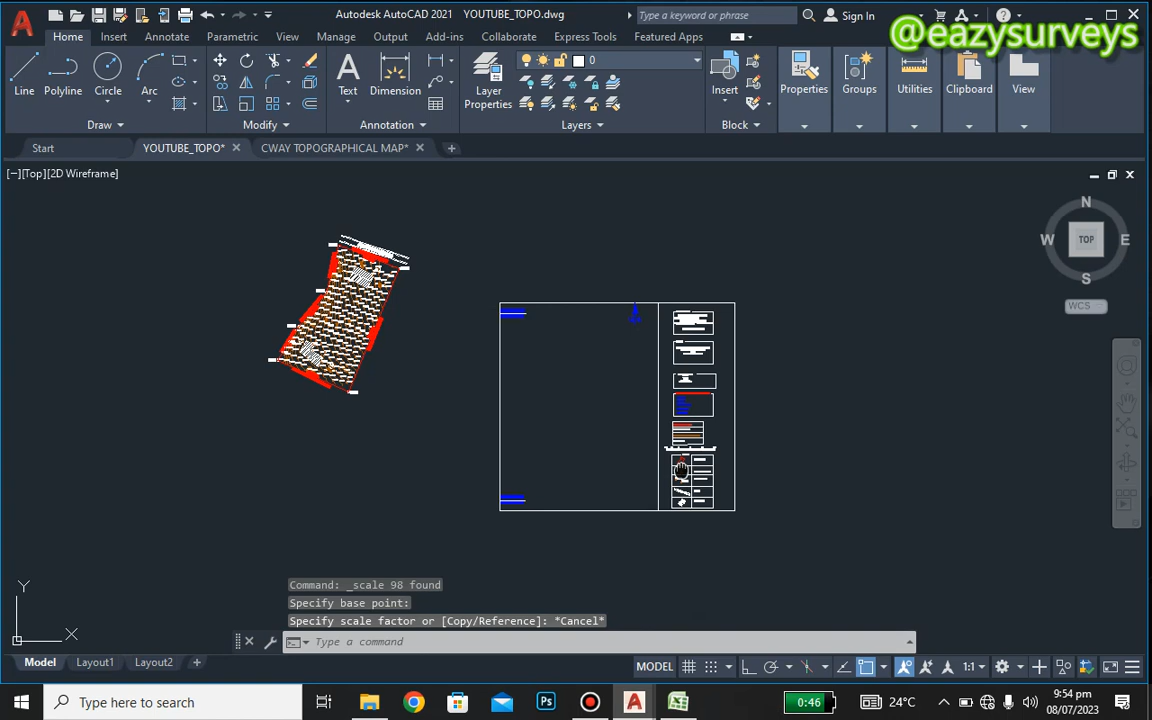 Autodesk AutoCAD 2021 YOUTUBE_TOPO.dwg
Type a keyword or phrase
Sign In
@eazysurveys
Home Insert Annotate Parametric View Manage Output Add-ins Collaborate Express Tools Featured Apps
Line Polyline Circle Arc
Text Dimension
Layer
Properties
0
Insert
Properties Groups Utilities Clipboard View
Draw Modify Annotation Layers Block
Start YOUTUBE_TOPO* CWAY TOPOGRAPHICAL MAP*
[−][Top][2D Wireframe]
N
W TOP E
S
WCS
Command: _scale 98 found
Specify base point:
Specify scale factor or [Copy/Reference]: *Cancel*
Y
X
Type a command
Model Layout1 Layout2
MODEL 1:1
Type here to search
0:46
24°C
9:54 pm
08/07/2023